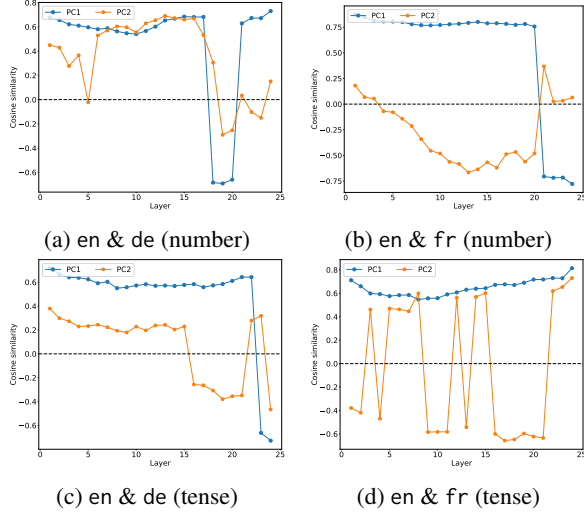 0.8
PC1 PC2
0.6
0.4
0.2
0.0
−0.2
−0.4
−0.6
Cosine similarity
0 5 10 15 20 25
Layer
(a) en & de (number)
PC1 PC2
0.75
0.50
0.25
0.00
−0.25
−0.50
−0.75
Cosine similarity
0 5 10 15 20 25
Layer
(b) en & fr (number)
PC1 PC2
0.6
0.4
0.2
0.0
−0.2
−0.4
−0.6
Cosine similarity
0 5 10 15 20 25
Layer
(c) en & de (tense)
0.8
PC1 PC2
0.6
0.4
0.2
0.0
−0.2
−0.4
−0.6
Cosine similarity
0 5 10 15 20 25
Layer
(d) en & fr (tense)